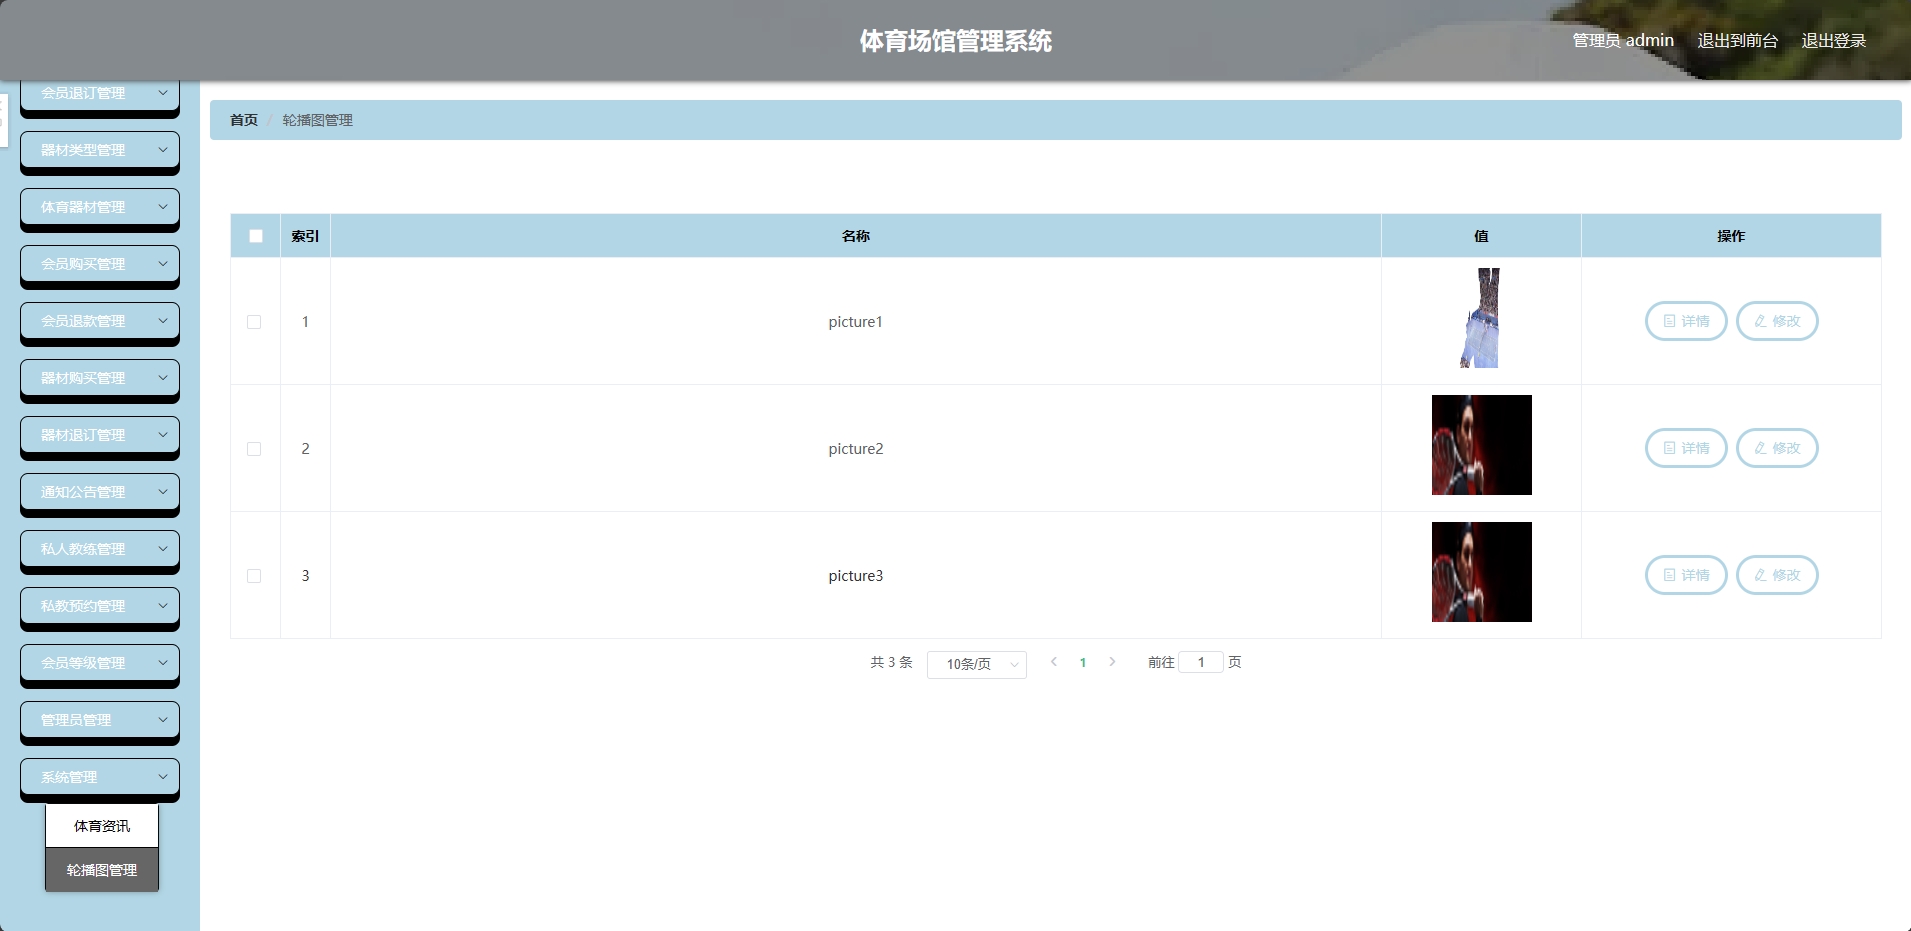 体育场馆管理系统
管理员 admin 退出到前台 退出登录
会员退订管理
器材类型管理
体育器材管理
会员购买管理
会员退款管理
器材购买管理
器材退订管理
通知公告管理
私人教练管理
私教预约管理
会员等级管理
管理员管理
系统管理
体育资讯
轮播图管理
首页 / 轮播图管理
索引 名称 值 操作
1 picture1 详情 修改
2 picture2 详情 修改
3 picture3 详情 修改
共 3 条 10条/页 1 前往 1 页